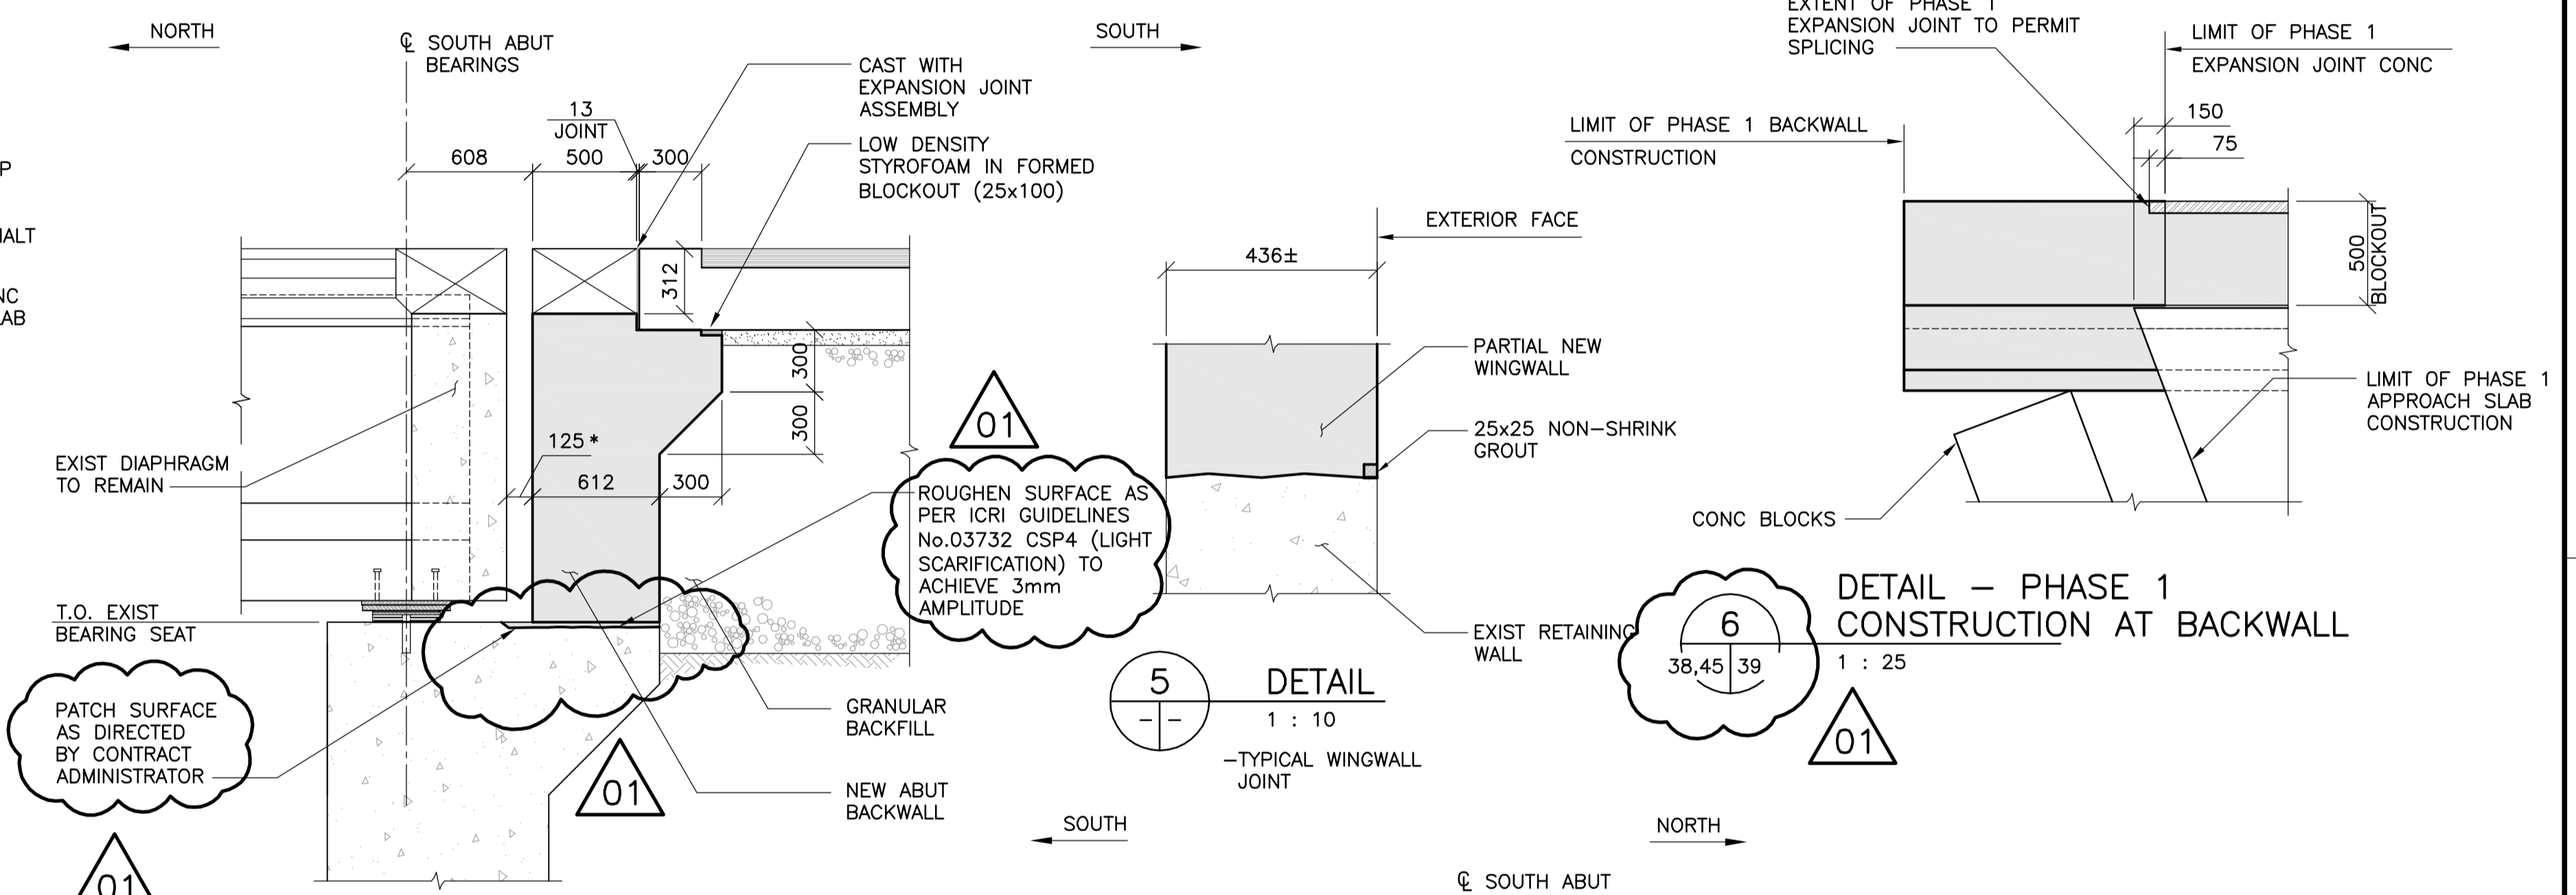 NORTH
℄ SOUTH ABUT
BEARINGS
CAST WITH
EXPANSION JOINT
ASSEMBLY
13
JOINT
LOW DENSITY
STYROFOAM IN FORMED
BLOCKOUT (25x100)
608
500
300
312
300
300
125*
612
300
EXIST DIAPHRAGM
TO REMAIN
T.O. EXIST
BEARING SEAT
PATCH SURFACE
AS DIRECTED
BY CONTRACT
ADMINISTRATOR
01
01
GRANULAR
BACKFILL
NEW ABUT
BACKWALL
01
ROUGHEN SURFACE AS
PER ICRI GUIDELINES
No.03732 CSP4 (LIGHT
SCARIFICATION) TO
ACHIEVE 3mm
AMPLITUDE
P
HALT
NC
LAB
SOUTH
EXTERIOR FACE
436±
PARTIAL NEW
WINGWALL
25x25 NON-SHRINK
GROUT
EXIST RETAINING
WALL
5
- -
DETAIL
1 : 10
-TYPICAL WINGWALL
JOINT
EXTENT OF PHASE 1
EXPANSION JOINT TO PERMIT
SPLICING
LIMIT OF PHASE 1
EXPANSION JOINT CONC
150
75
LIMIT OF PHASE 1 BACKWALL
CONSTRUCTION
500
BLOCKOUT
LIMIT OF PHASE 1
APPROACH SLAB
CONSTRUCTION
CONC BLOCKS
6
38,45 39
DETAIL - PHASE 1
CONSTRUCTION AT BACKWALL
1 : 25
01
SOUTH
NORTH
℄ SOUTH ABUT